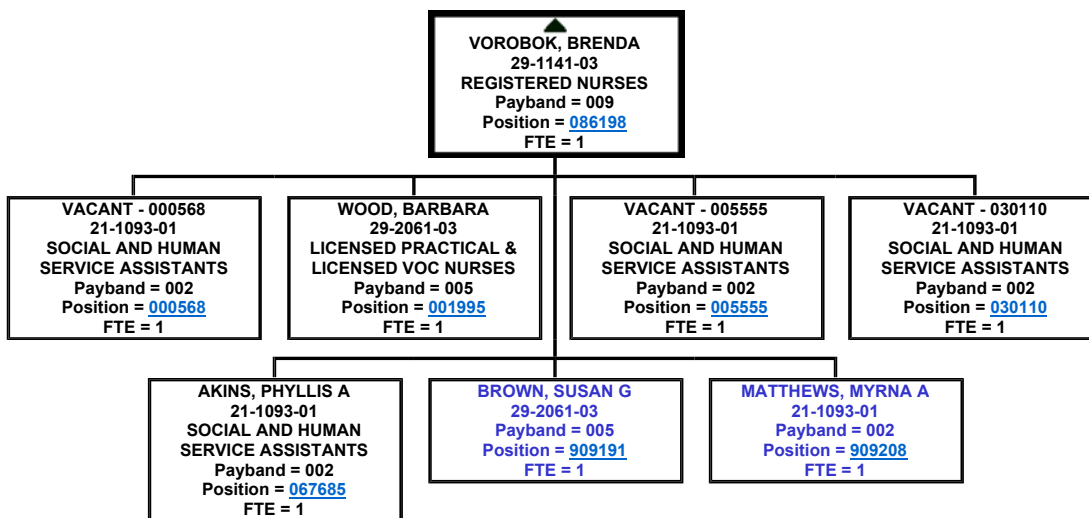 VOROBOK, BRENDA
29-1141-03
REGISTERED NURSES
Payband = 009
Position = 086198
FTE = 1
VACANT - 000568
21-1093-01
SOCIAL AND HUMAN
SERVICE ASSISTANTS
Payband = 002
Position = 000568
FTE = 1
WOOD, BARBARA
29-2061-03
LICENSED PRACTICAL &
LICENSED VOC NURSES
Payband = 005
Position = 001995
FTE = 1
VACANT - 005555
21-1093-01
SOCIAL AND HUMAN
SERVICE ASSISTANTS
Payband = 002
Position = 005555
FTE = 1
VACANT - 030110
21-1093-01
SOCIAL AND HUMAN
SERVICE ASSISTANTS
Payband = 002
Position = 030110
FTE = 1
AKINS, PHYLLIS A
21-1093-01
SOCIAL AND HUMAN
SERVICE ASSISTANTS
Payband = 002
Position = 067685
FTE = 1
BROWN, SUSAN G
29-2061-03
Payband = 005
Position = 909191
FTE = 1
MATTHEWS, MYRNA A
21-1093-01
Payband = 002
Position = 909208
FTE = 1